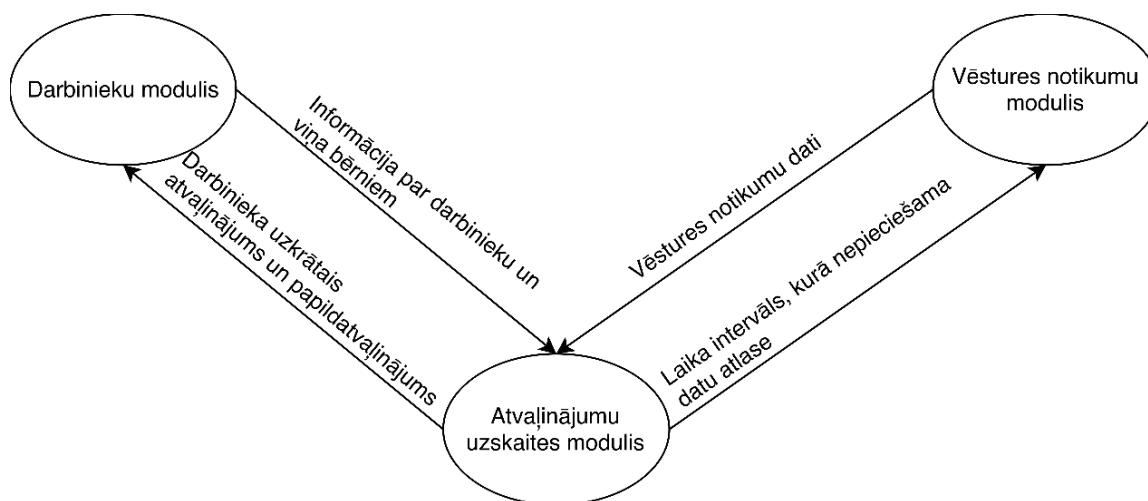 Darbinieku modulis
Informācija par darbinieku un
viņa bērniem
Darbinieka uzkrātais
atvaļinājums un papildatvaļinājums
Vēstures notikumu
modulis
Vēstures notikumu dati
Laika intervāls, kurā nepieciešama
datu atlase
Atvaļinājumu
uzskaites modulis